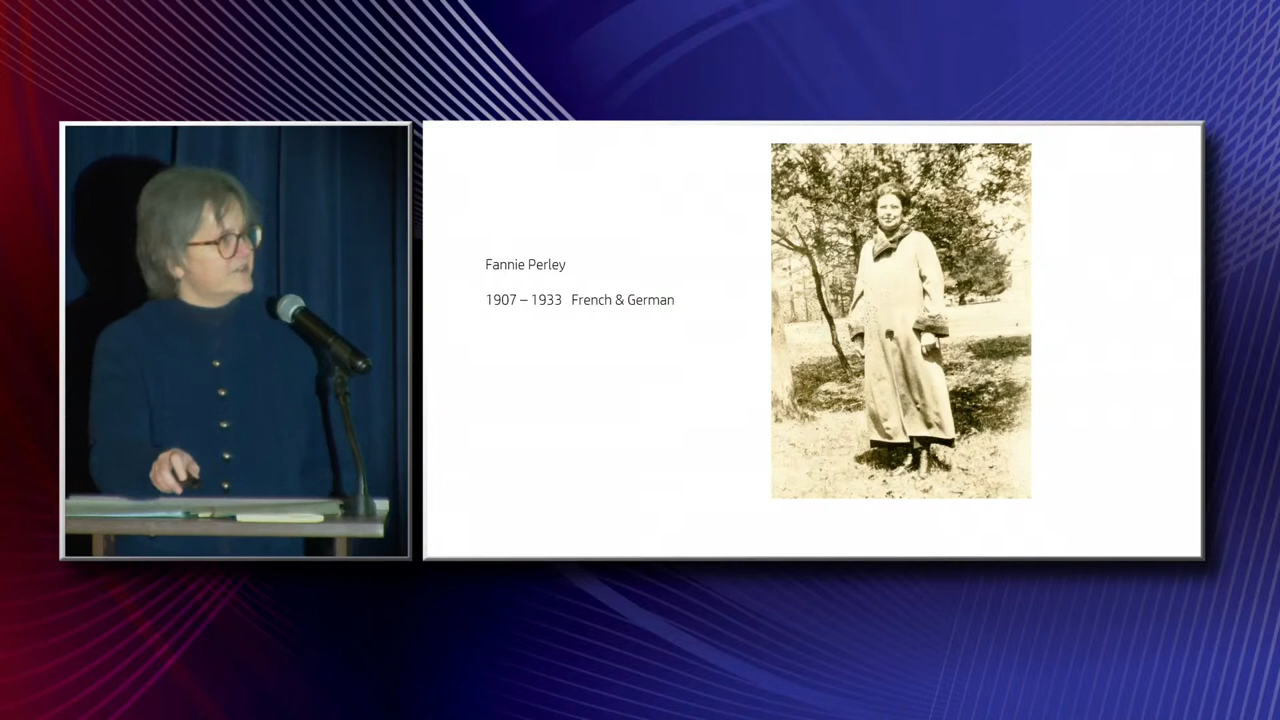 Fannie Perley
1907 – 1933 French & German